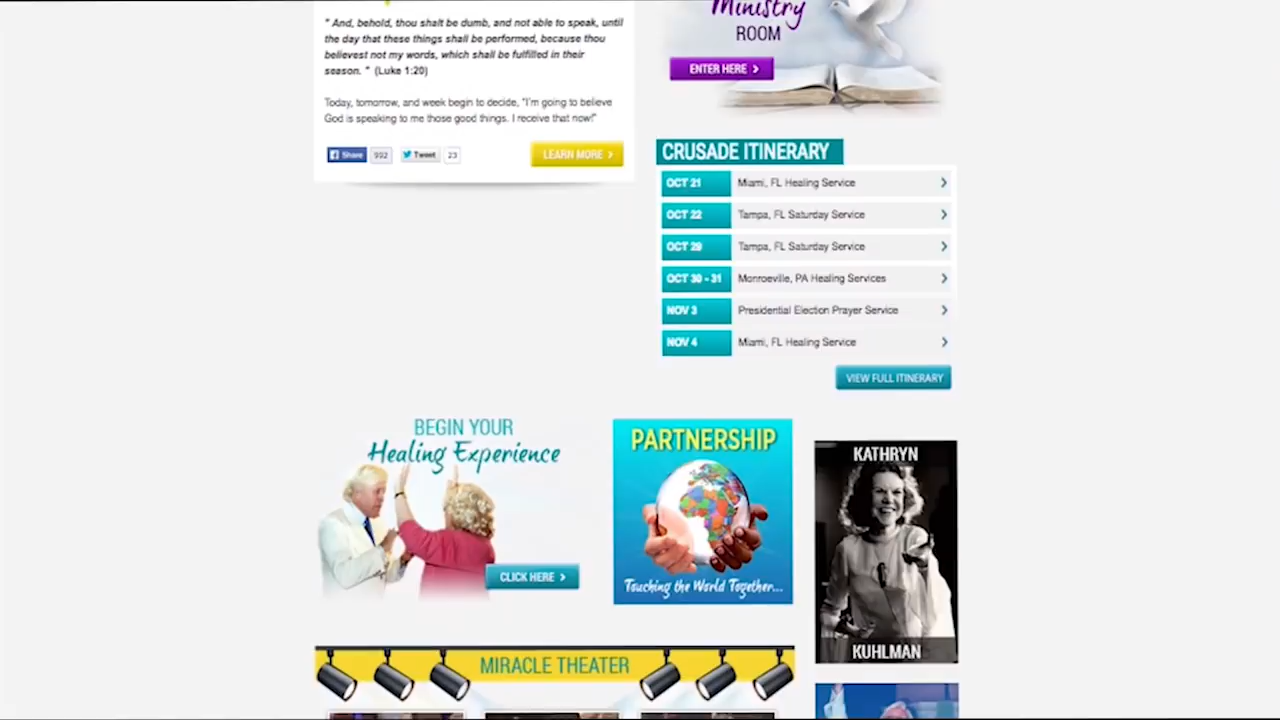 " And, behold, thou shalt be dumb, and not able to speak, until
the day that these things shall be performed, because thou
believest not my words, which shall be fulfilled in their
season. " (Luke 1:20)
Today, tomorrow, and week begin to decide, "I'm going to believe
God is speaking to me those good things. I receive that now!"
Share 992 Tweet 23
LEARN MORE >
Ministry
ROOM
ENTER HERE >
CRUSADE ITINERARY
OCT 21 Miami, FL Healing Service >
OCT 22 Tampa, FL Saturday Service >
OCT 29 Tampa, FL Saturday Service >
OCT 30 - 31 Monroeville, PA Healing Services >
NOV 3 Presidential Election Prayer Service >
NOV 4 Miami, FL Healing Service >
VIEW FULL ITINERARY
BEGIN YOUR
Healing Experience
CLICK HERE >
PARTNERSHIP
Touching the World Together...
KATHRYN
KUHLMAN
MIRACLE THEATER